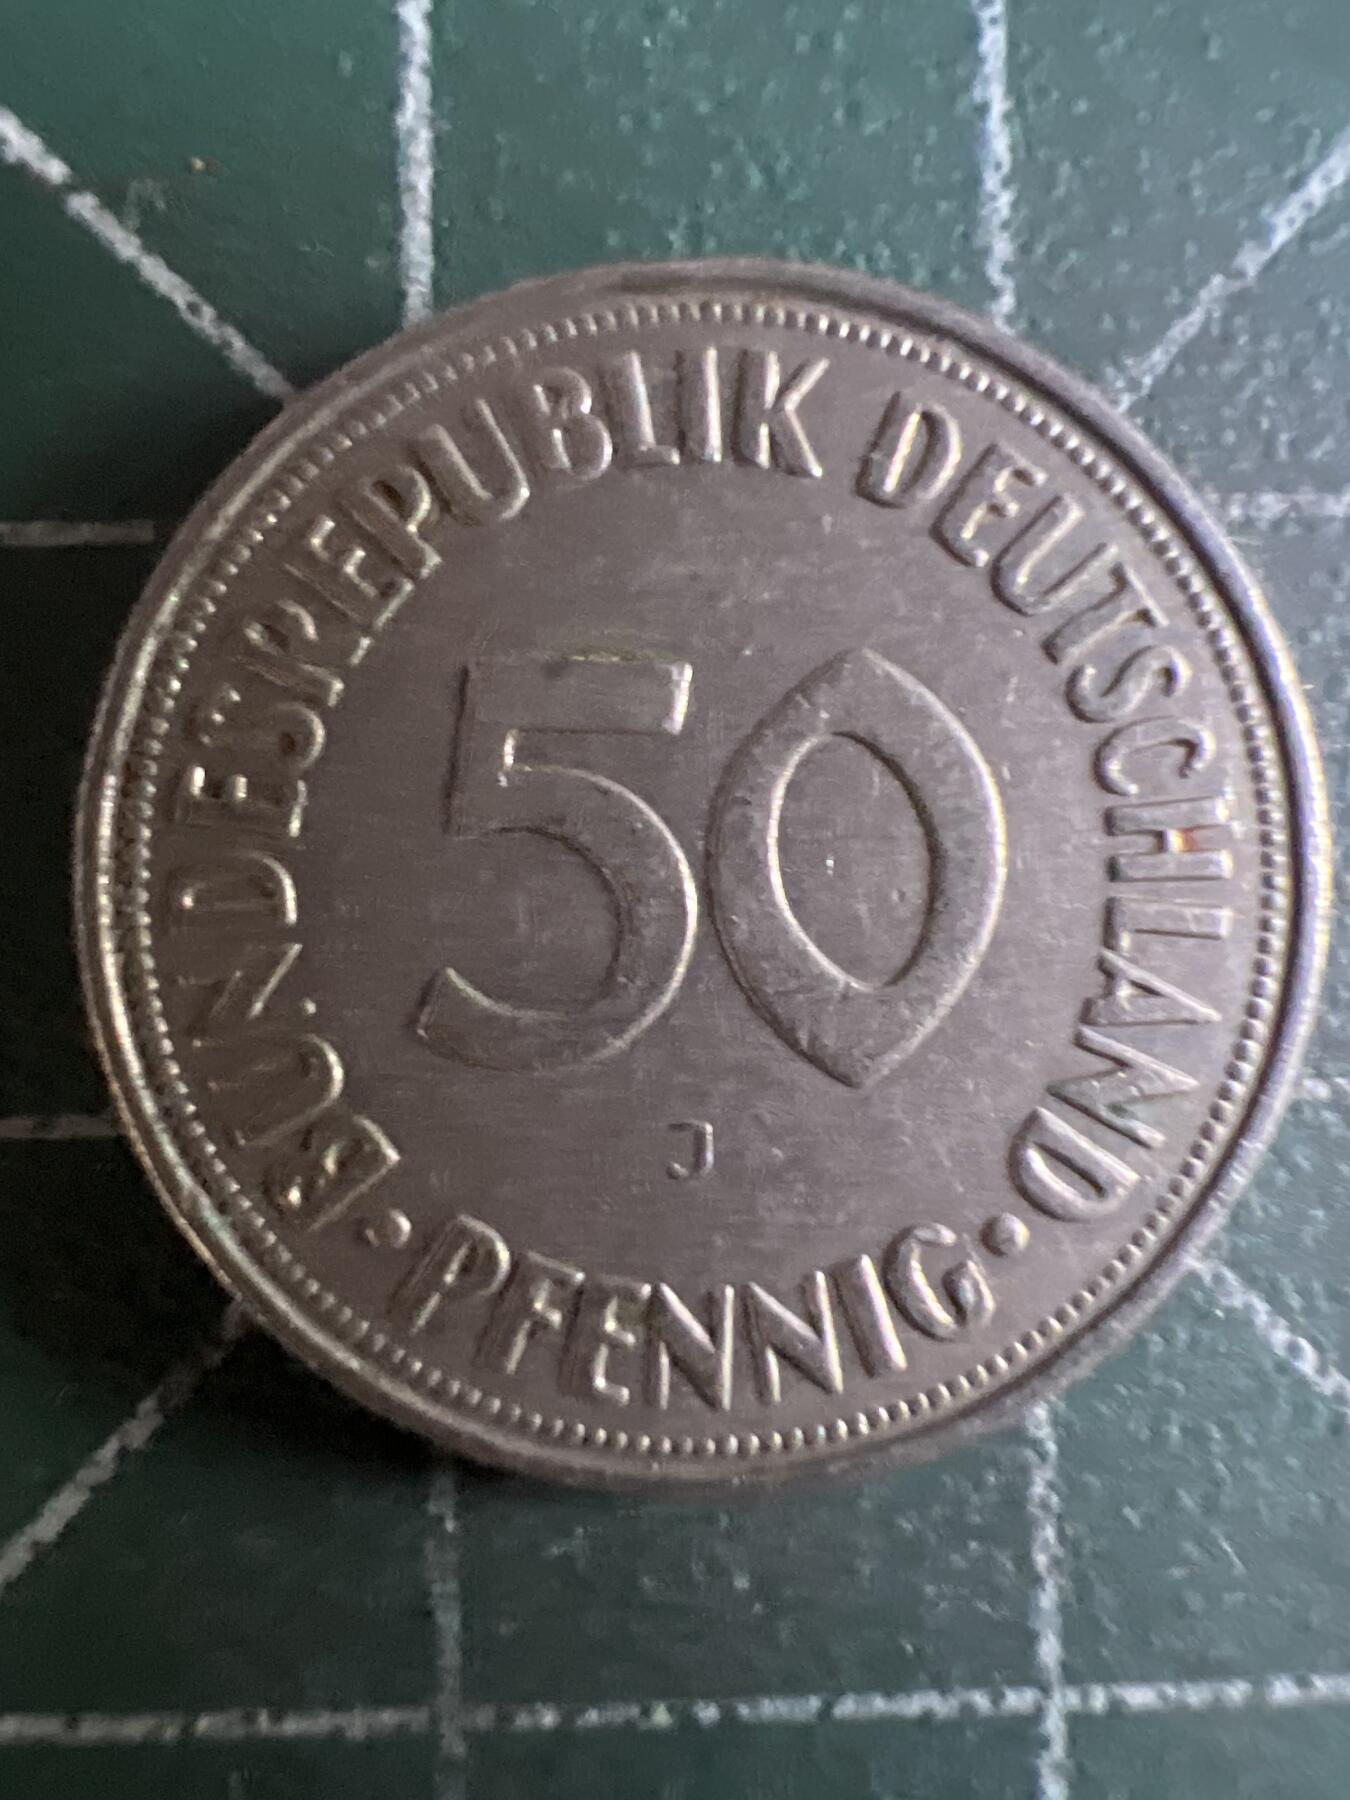 BUNDESREPUBLIK DEUTSCHLAND
50
J
· PFENNIG ·